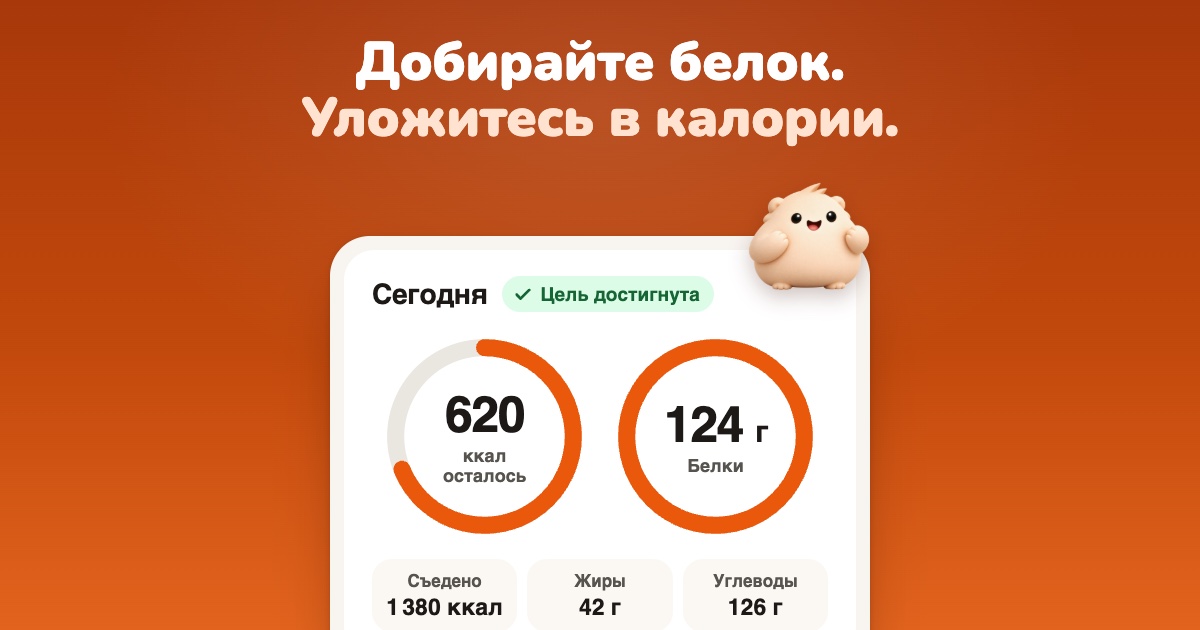 Добирайте белок.
Уложитесь в калории.
Сегодня
Цель достигнута
620
ккал
осталось
124 г
Белки
Съедено
1 380 ккал
Жиры
42 г
Углеводы
126 г